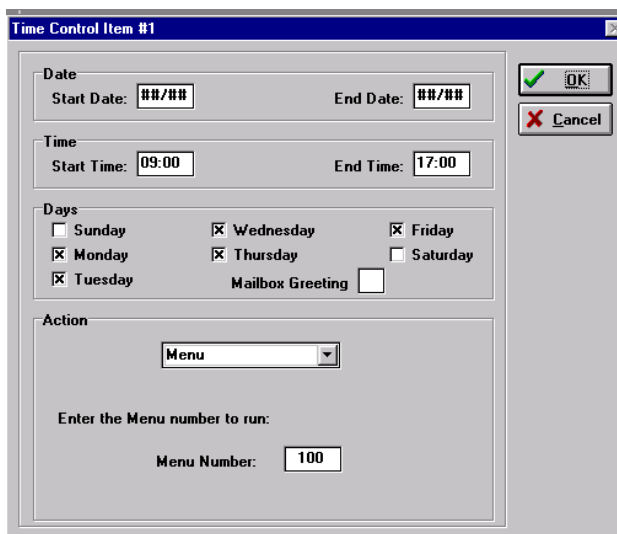 Time Control Item #1
Date
Start Date: ##/## End Date: ##/##
OK
Cancel
Time
Start Time: 09:00 End Time: 17:00
Days
Sunday Wednesday Friday
Monday Thursday Saturday
Tuesday Mailbox Greeting
Action
Menu
Enter the Menu number to run:
Menu Number: 100